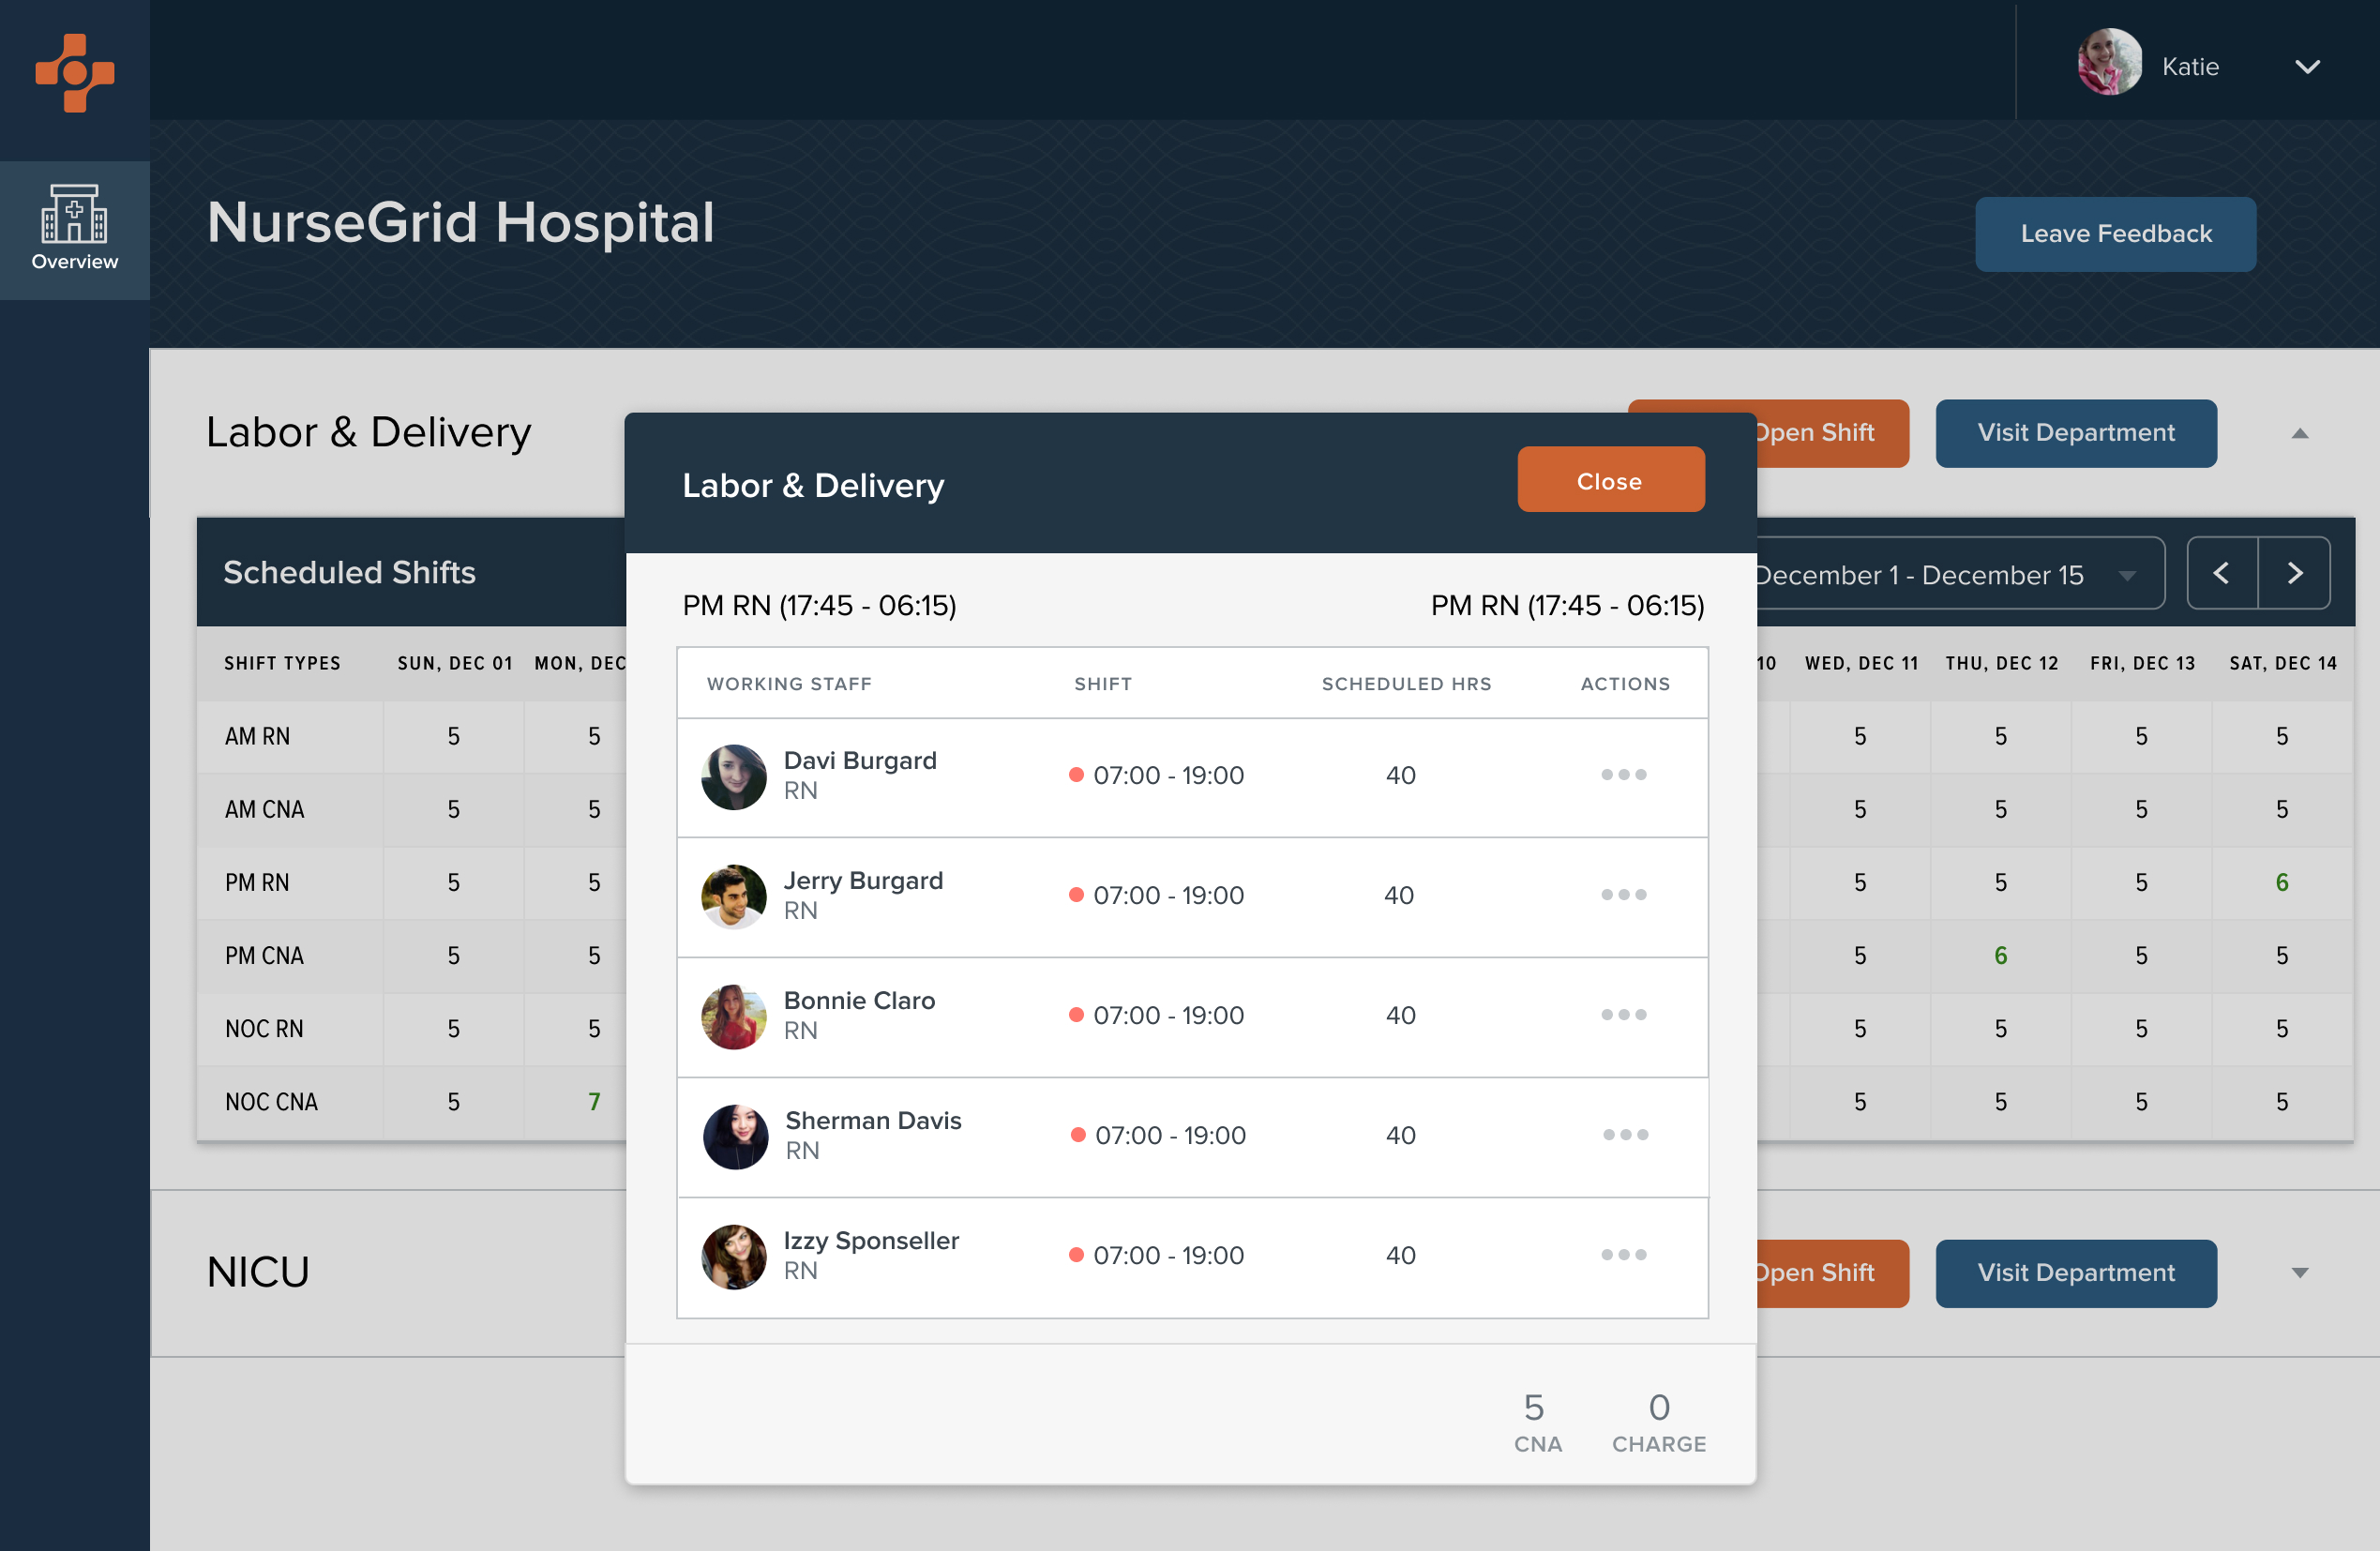 Katie
NurseGrid Hospital
Leave Feedback
Overview
Labor & Delivery
Open Shift
Visit Department
Labor & Delivery
Close
Scheduled Shifts
December 1 - December 15
PM RN (17:45 - 06:15) PM RN (17:45 - 06:15)
SHIFT TYPES SUN, DEC 01 MON, DEC 10 WED, DEC 11 THU, DEC 12 FRI, DEC 13 SAT, DEC 14
WORKING STAFF SHIFT SCHEDULED HRS ACTIONS
AM RN 5 5 5 5 5 5
Davi Burgard
RN
07:00 - 19:00 40
AM CNA 5 5 5 5 5 5
Jerry Burgard
RN
07:00 - 19:00 40
PM RN 5 5 5 5 5 6
PM CNA 5 5 5 6 5 5
Bonnie Claro
RN
07:00 - 19:00 40
NOC RN 5 5 5 5 5 5
NOC CNA 5 7 5 5 5 5
Sherman Davis
RN
07:00 - 19:00 40
Izzy Sponseller
RN
07:00 - 19:00 40
NICU
Open Shift
Visit Department
5 0
CNA CHARGE